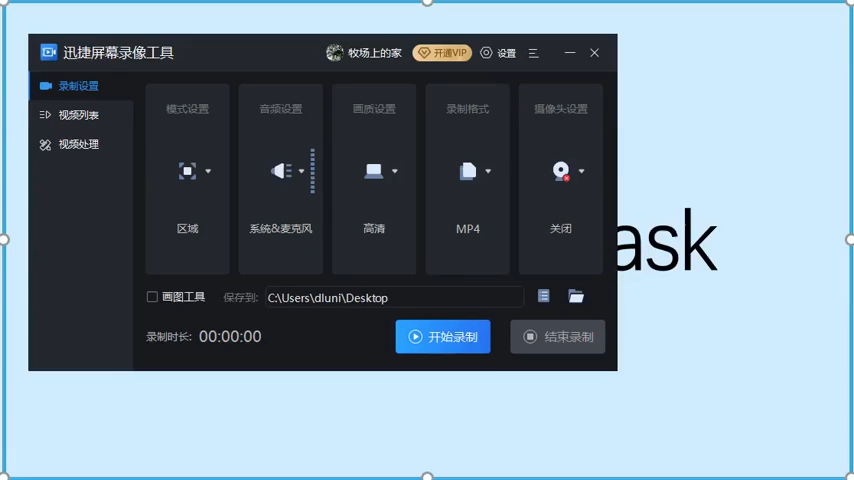 迅捷屏幕录像工具 牧场上的家 开通VIP 设置
录制设置
视频列表
视频处理
模式设置 音频设置 画质设置 录制格式 摄像头设置
区域 系统&麦克风 高清 MP4 关闭
ask
画图工具 保存到: C:\Users\dluni\Desktop
录制时长: 00:00:00 开始录制 结束录制